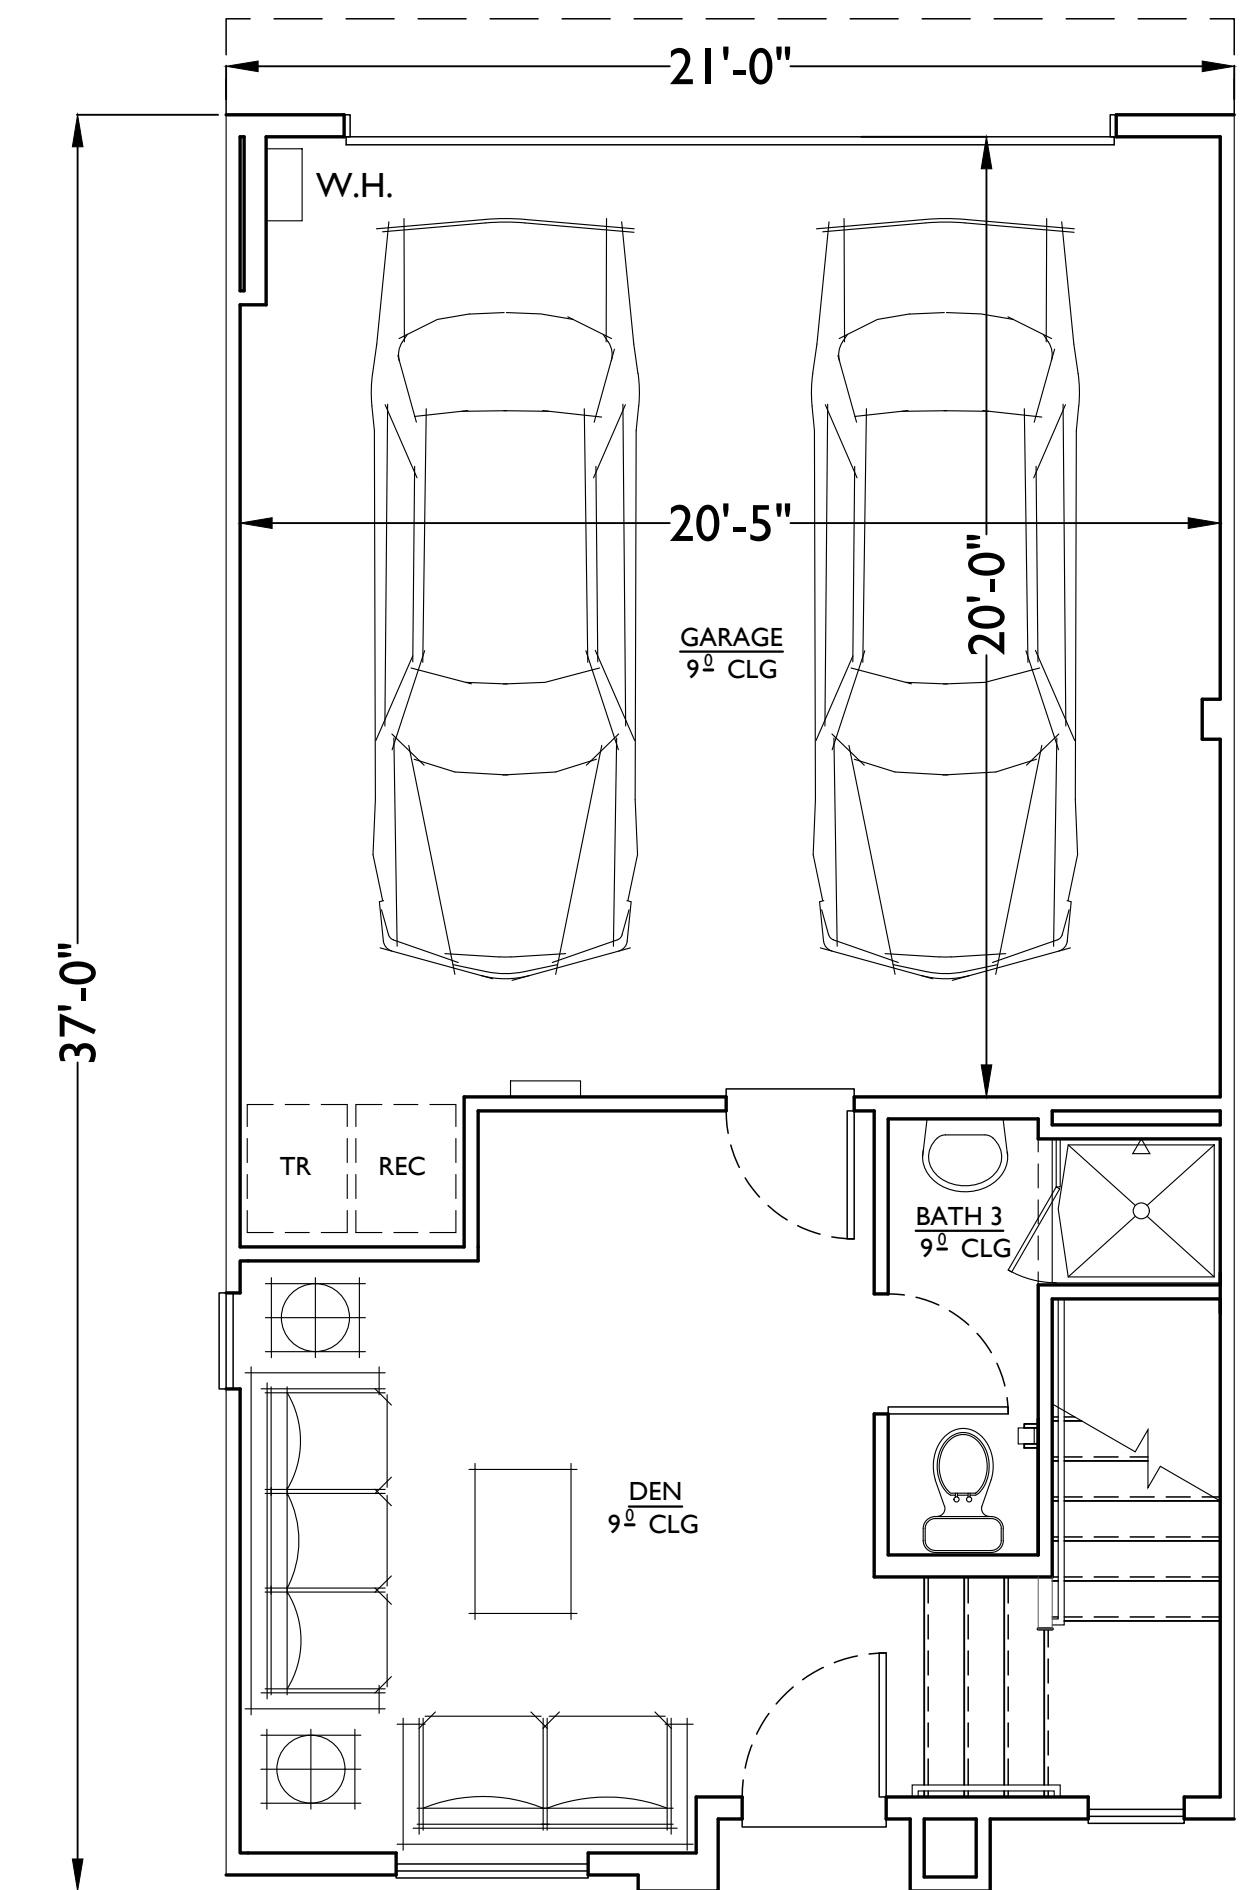 21'-0"
W.H.
20'-5"
20'-0"
GARAGE
9⁰ CLG
37'-0"
TR
REC
BATH 3
9⁰ CLG
DEN
9⁰ CLG